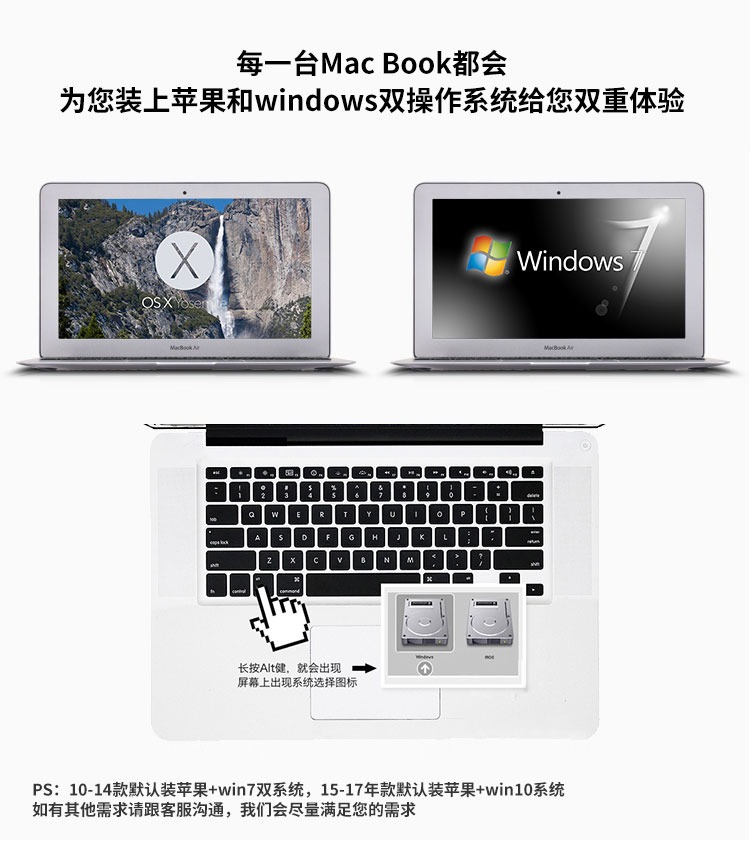 每一台Mac Book都会
为您装上苹果和windows双操作系统给您双重体验
X
OS X Yosemite
MacBook Air
Windows 7
MacBook Air
esc
delete
tab Q W E R T Y U I O P
caps lock A S D F G H J K L
return
shift Z X C V B N M
shift
fn control alt command
Windows
长按Alt健，就会出现
屏幕上出现系统选择图标
PS：10-14款默认装苹果+win7双系统，15-17年款默认装苹果+win10系统
如有其他需求请跟客服沟通，我们会尽量满足您的需求